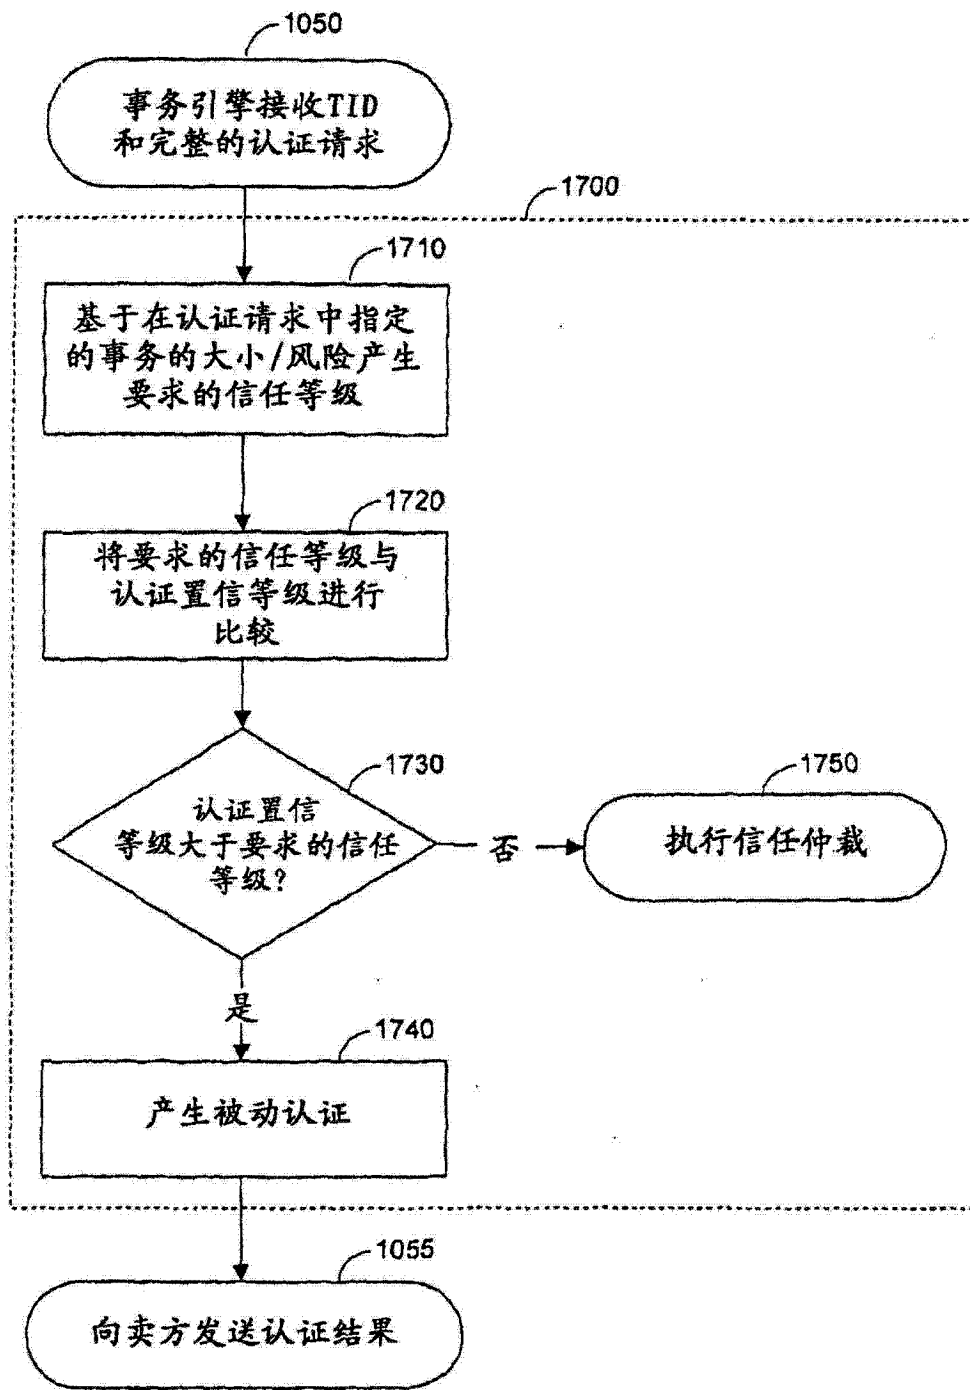 1050
事务引擎接收TID
和完整的认证请求
1700
1710
基于在认证请求中指定
的事务的大小/风险产生
要求的信任等级
1720
将要求的信任等级与
认证置信等级进行
比较
1730
认证置信
等级大于要求的信任
等级?
否
1750
执行信任仲裁
是
1740
产生被动认证
1055
向卖方发送认证结果